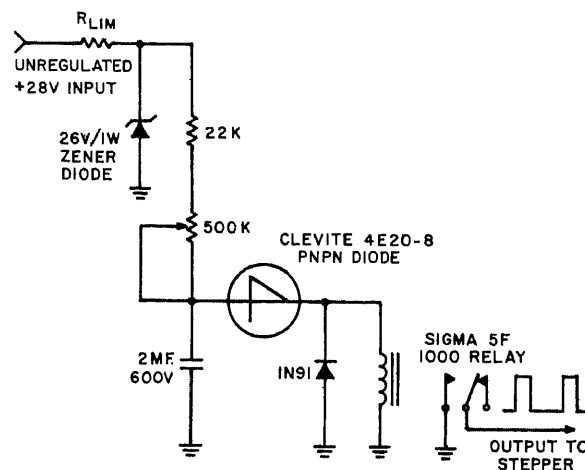 RLIM
UNREGULATED
+28V INPUT
26V/1W
ZENER
DIODE
22K
500K
CLEVITE 4E20-8
PNPN DIODE
2MF.
600V
1N91
SIGMA 5F
1000 RELAY
OUTPUT TO
STEPPER